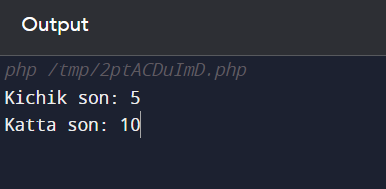 Output
php /tmp/2ptACDuImD.php
Kichik son: 5
Katta son: 10